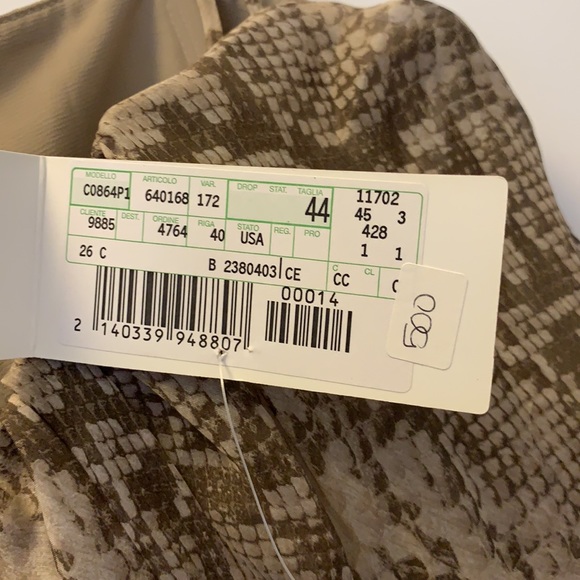 MODELLO ARTICOLO VAR. DROP STAT. TAGLIA
C0864P1 640168 172 44 11702
45 3
CLIENTE DEST. ORDINE RIGA STATO REG. PRO
9885 4764 40 USA 428
1 1
26 C B 2380403 CE C CC CL C
00014
2 140339 948807
500